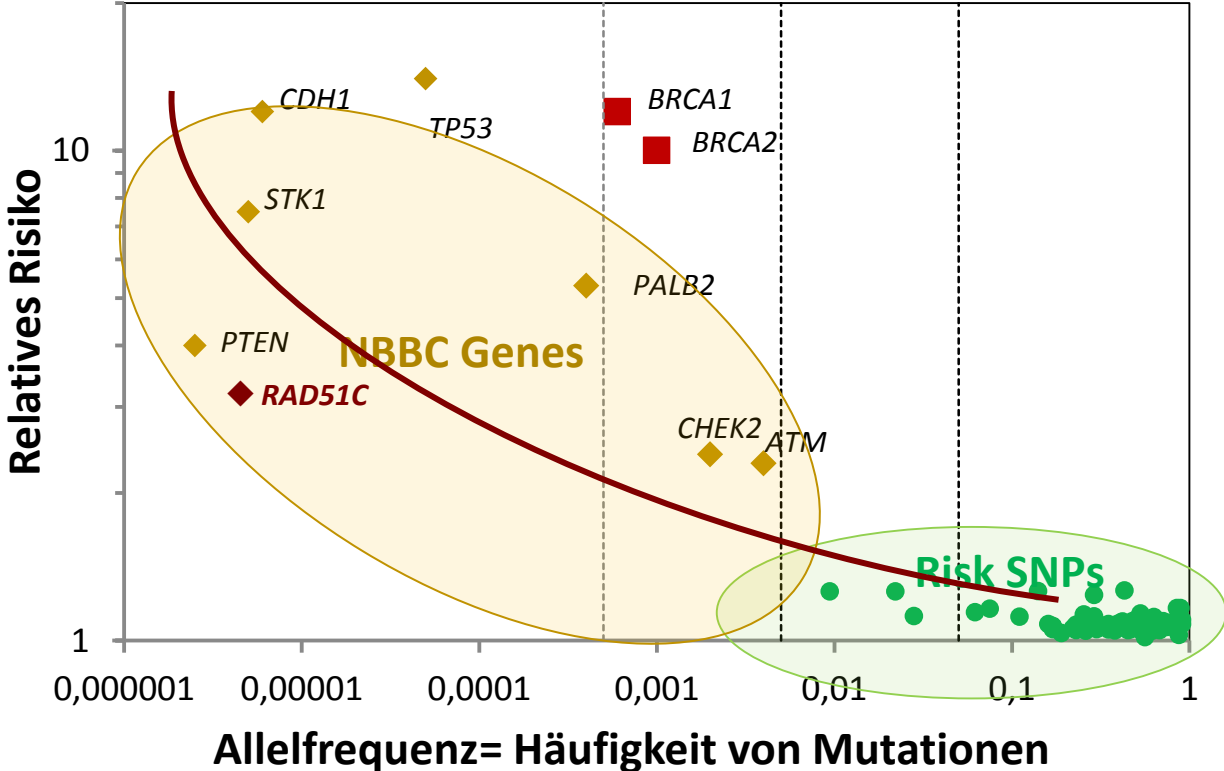 CDH1
BRCA1
TP53
BRCA2
10
STK1
PALB2
PTEN
NBBC Genes
RAD51C
CHEK2
ATM
Risk SNPs
1
0,000001
0,00001
0,0001
0,001
0,01
0,1
1
Relatives Risiko
Allelfrequenz= Häufigkeit von Mutationen